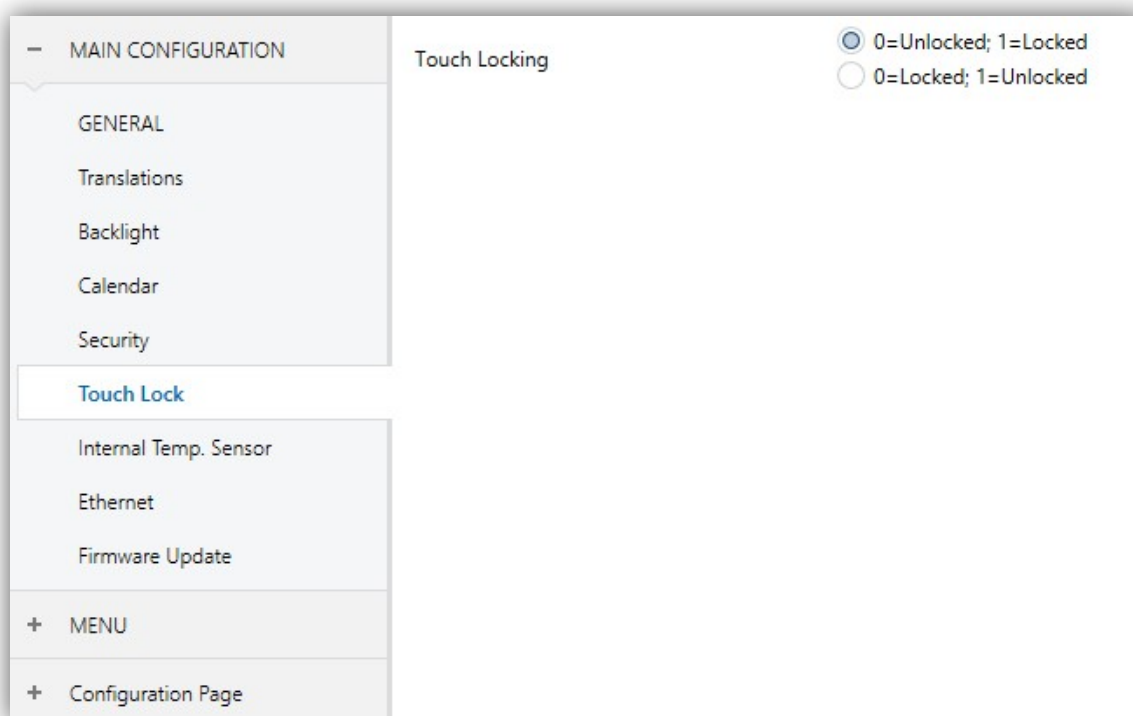 MAIN CONFIGURATION
GENERAL
Translations
Backlight
Calendar
Security
Touch Lock
Internal Temp. Sensor
Ethernet
Firmware Update
MENU
Configuration Page
Touch Locking
0=Unlocked; 1=Locked
0=Locked; 1=Unlocked